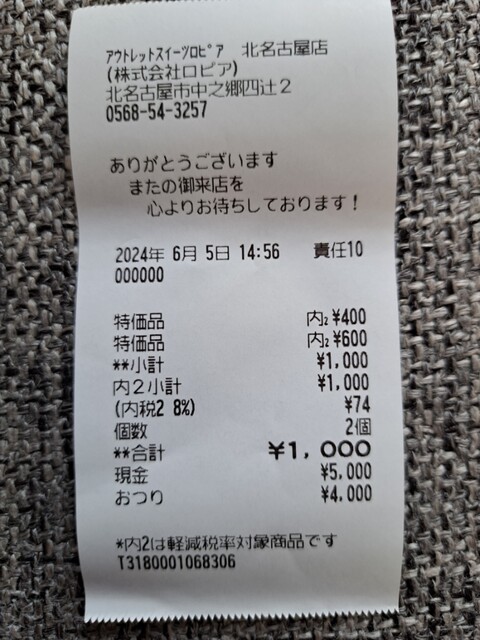 ｱｳﾄﾚｯﾄｽｲｰﾂﾛﾋﾟｱ 北名古屋店
(株式会社ロピア)
北名古屋市中之郷四辻２
0568-54-3257
ありがとうございます
またの御来店を
心よりお待ちしております！
2024年 6月 5日 14:56 責任10
000000
特価品 内₂ ¥400
特価品 内₂ ¥600
**小計 ¥1,000
内２小計 ¥1,000
(内税2 8%) ¥74
個数 2個
**合計 ¥1,000
現金 ¥5,000
おつり ¥4,000
*内2は軽減税率対象商品です
T3180001068306